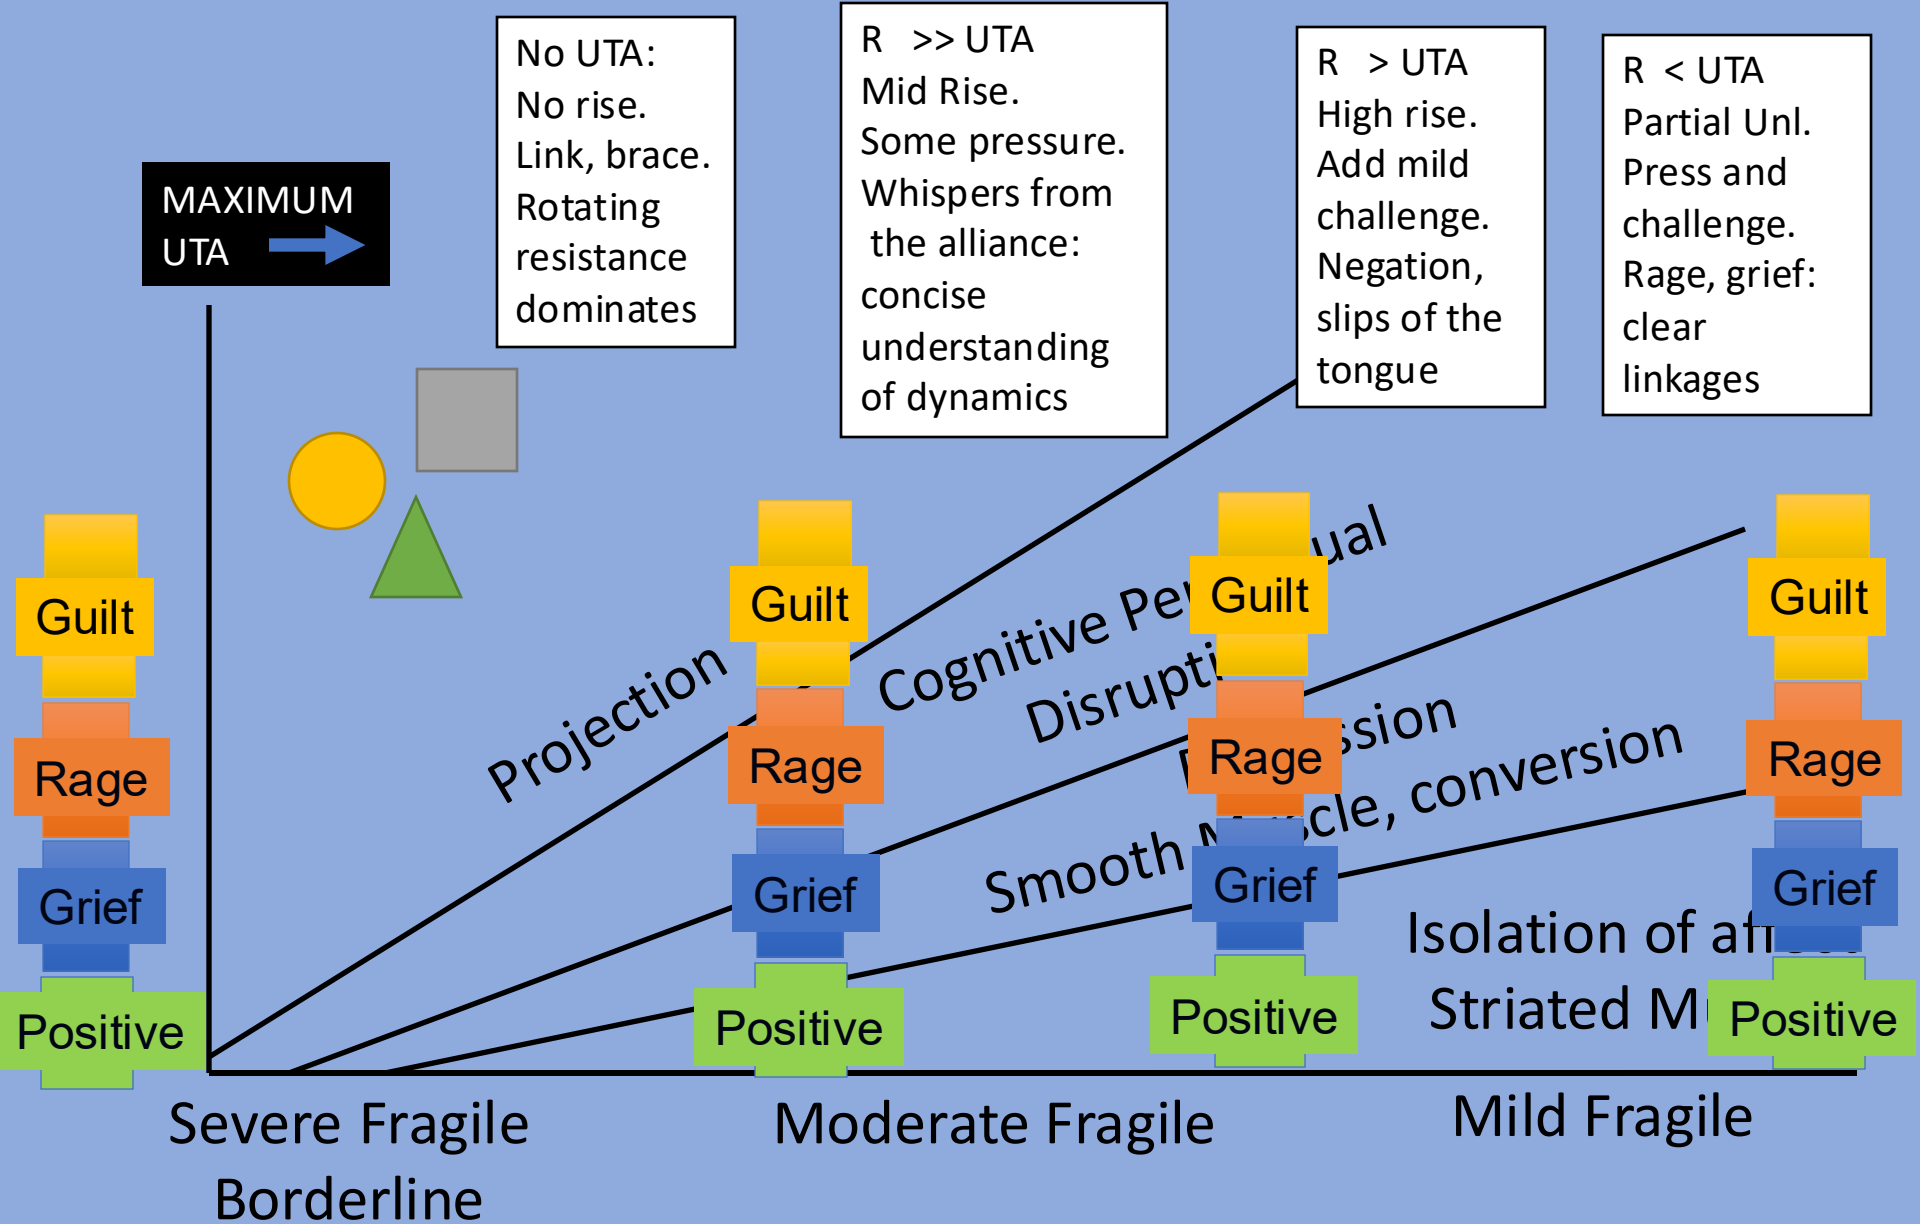 No UTA:
No rise.
Link, brace.
Rotating
resistance
dominates
R >> UTA
Mid Rise.
Some pressure.
Whispers from
the alliance:
concise
understanding
of dynamics
R > UTA
High rise.
Add mild
challenge.
Negation,
slips of the
tongue
R < UTA
Partial Unl.
Press and
challenge.
Rage, grief:
clear
linkages
MAXIMUM
UTA
Guilt
Rage
Grief
Positive
Projection
Guilt
Rage
Grief
Positive
Cognitive
Smooth
conversion
Guilt
Rage
Grief
Positive
Isolation of
Striated
Guilt
Rage
Grief
Positive
Severe Fragile
Borderline
Moderate Fragile
Mild Fragile